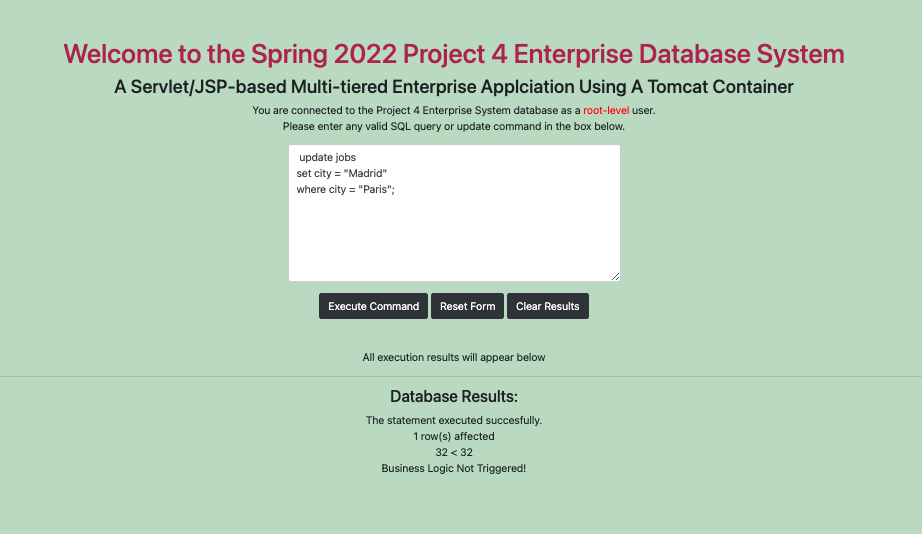 Welcome to the Spring 2022 Project 4 Enterprise Database System
A Servlet/JSP-based Multi-tiered Enterprise Applciation Using A Tomcat Container
You are connected to the Project 4 Enterprise System database as a root-level user.
Please enter any valid SQL query or update command in the box below.
update jobs
set city = "Madrid"
where city = "Paris";
Execute Command Reset Form Clear Results
All execution results will appear below
Database Results:
The statement executed succesfully.
1 row(s) affected
32 < 32
Business Logic Not Triggered!